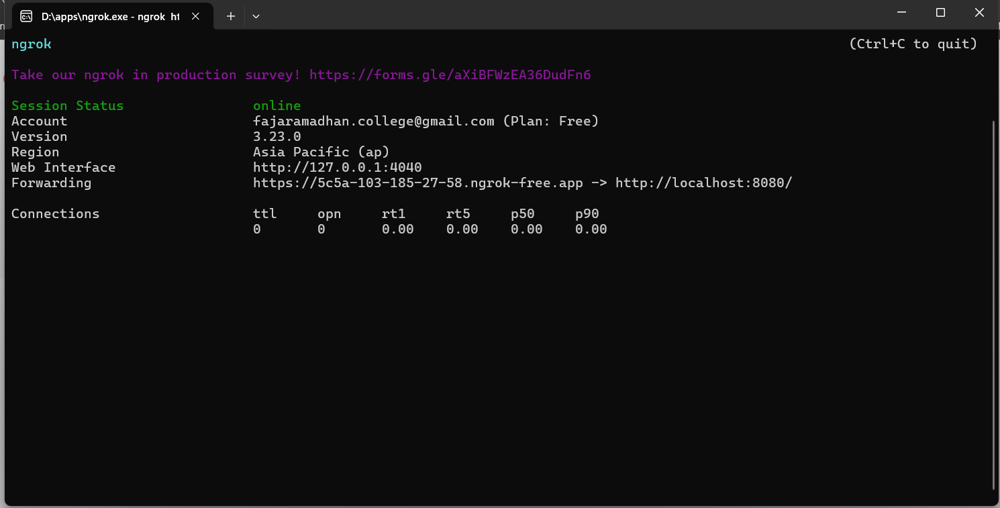 D:\apps\ngrok.exe - ngrok ht
ngrok (Ctrl+C to quit)
Take our ngrok in production survey! https://forms.gle/aXiBFWzEA36DudFn6
Session Status online
Account fajaramadhan.college@gmail.com (Plan: Free)
Version 3.23.0
Region Asia Pacific (ap)
Web Interface http://127.0.0.1:4040
Forwarding https://5c5a-103-185-27-58.ngrok-free.app -> http://localhost:8080/
Connections ttl opn rt1 rt5 p50 p90
0 0 0.00 0.00 0.00 0.00